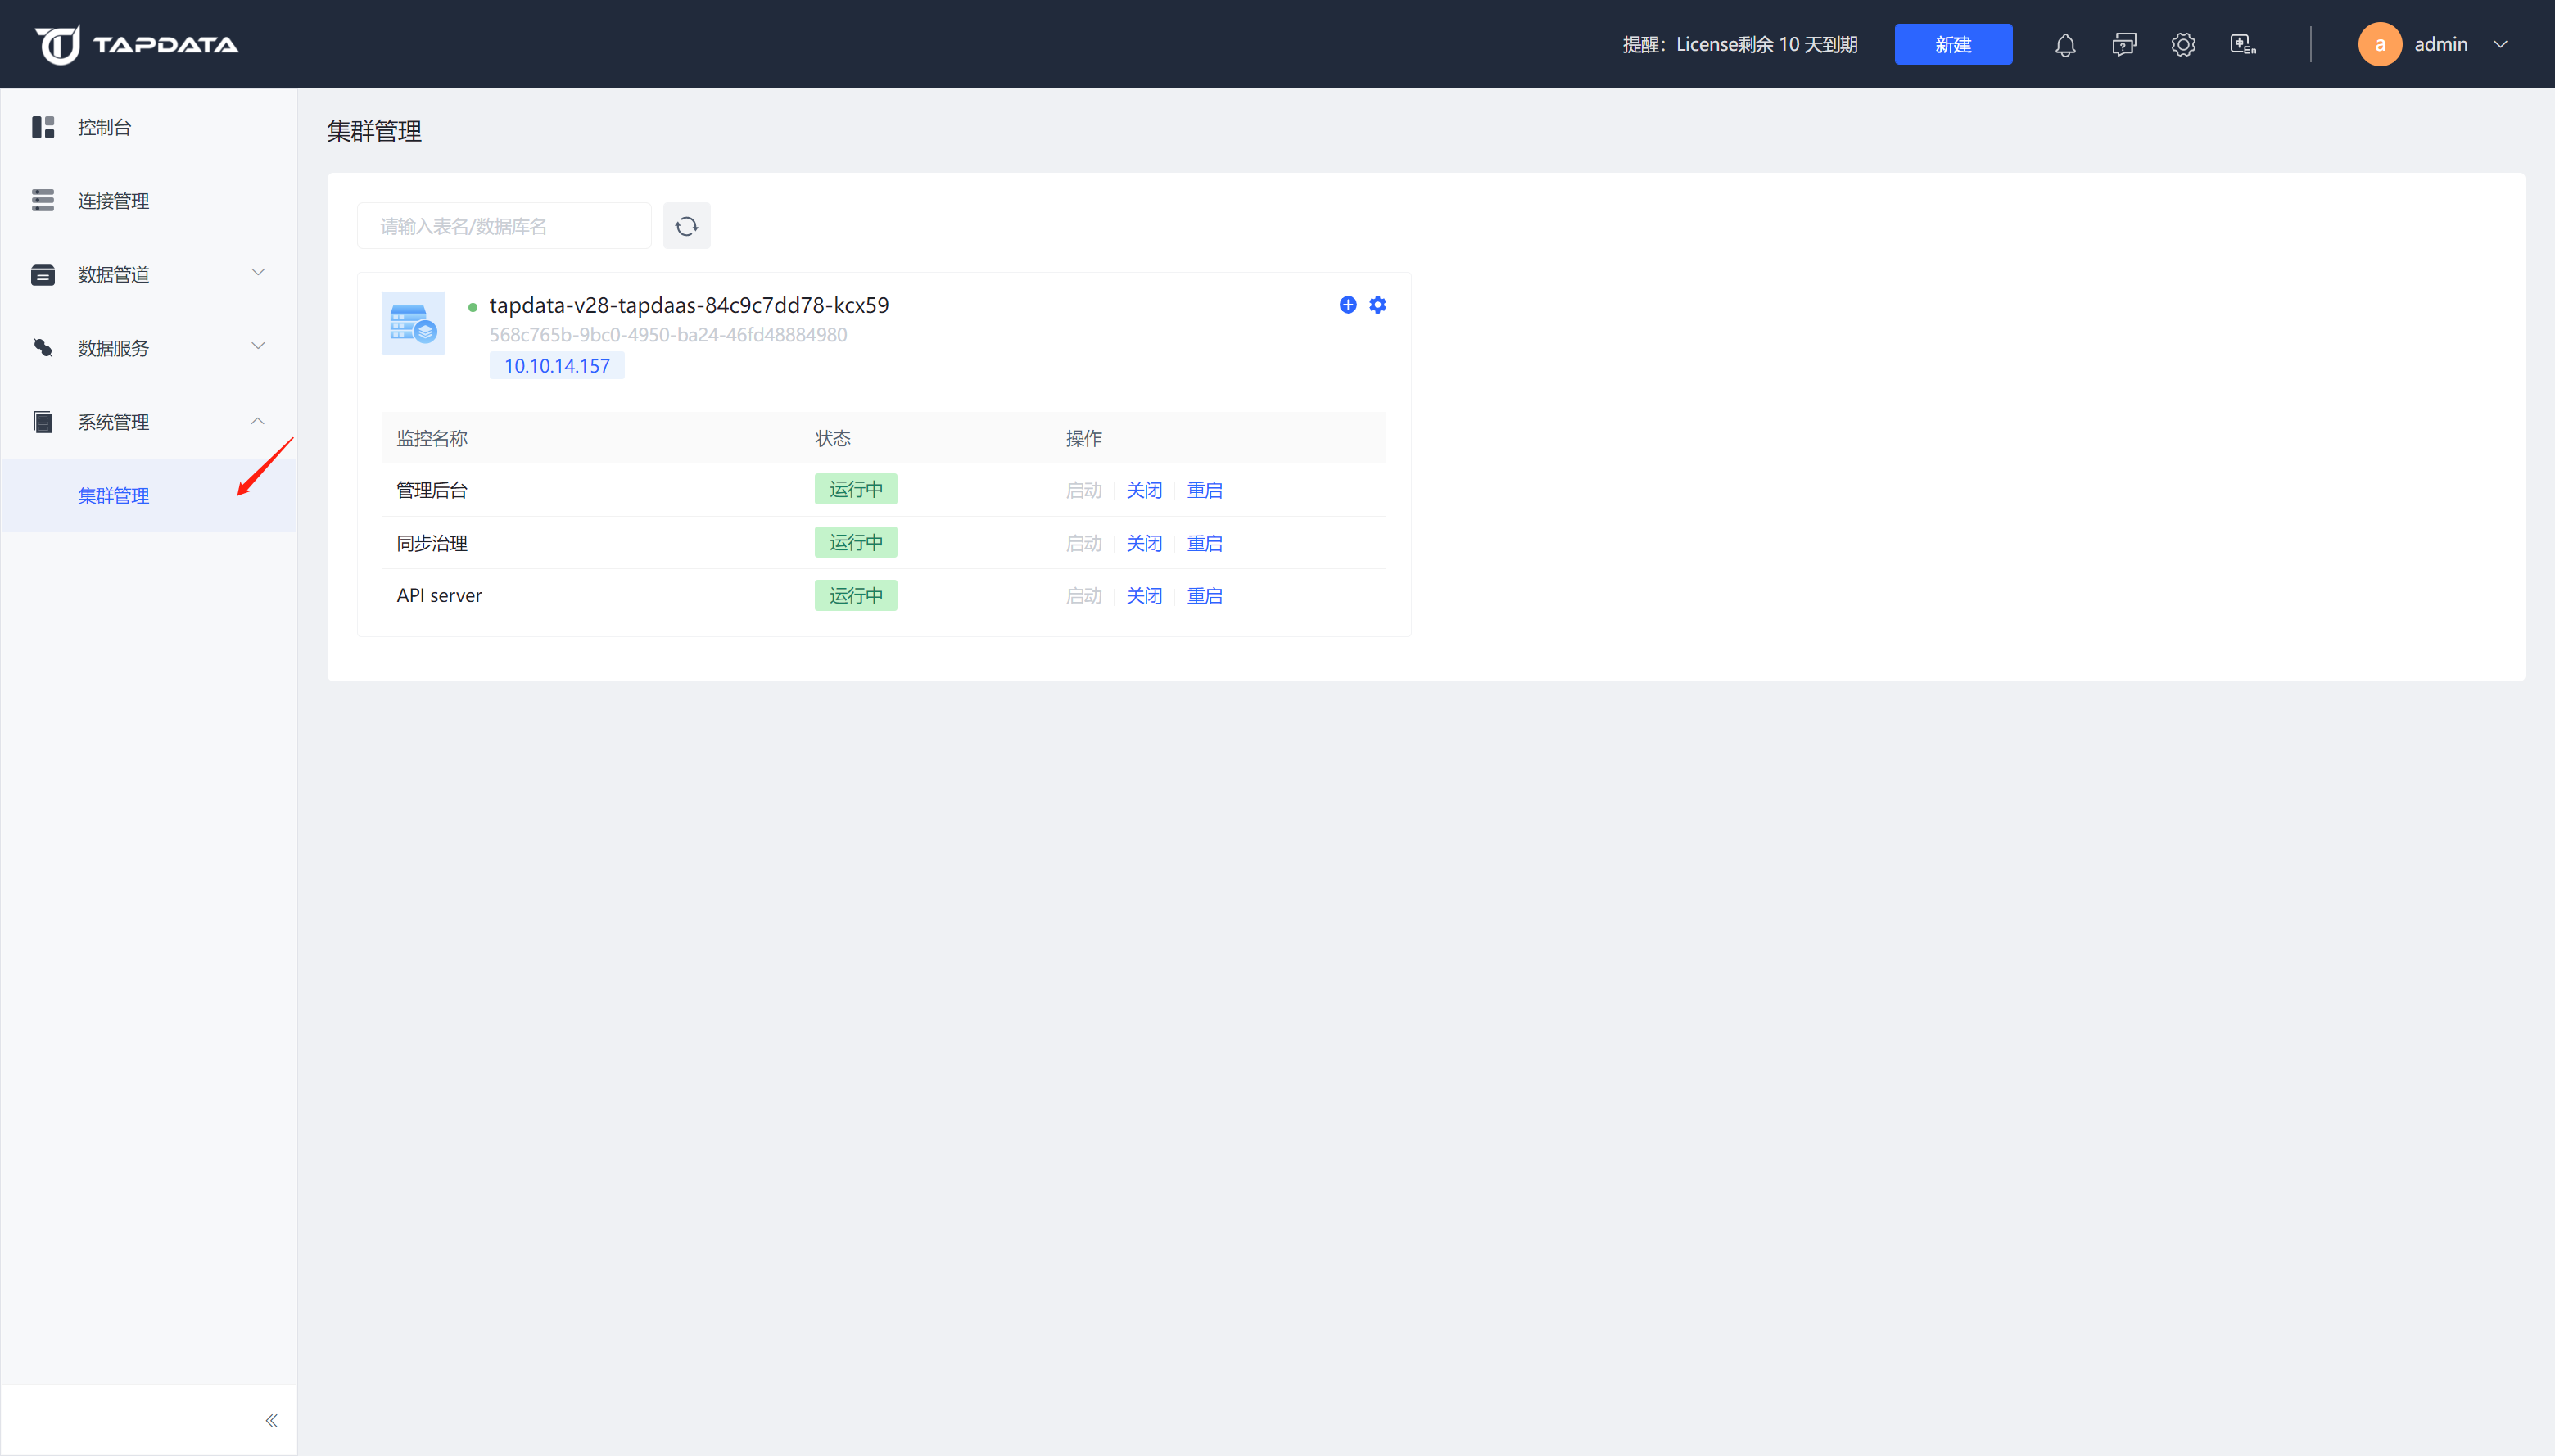 TAPDATA
提醒：License剩余 10 天到期
新建
En
a
admin
控制台
连接管理
数据管道
数据服务
系统管理
集群管理
集群管理
请输入表名/数据库名
tapdata-v28-tapdaas-84c9c7dd78-kcx59
568c765b-9bc0-4950-ba24-46fd48884980
10.10.14.157
监控名称 状态 操作
管理后台 运行中 启动 关闭 重启
同步治理 运行中 启动 关闭 重启
API server 运行中 启动 关闭 重启